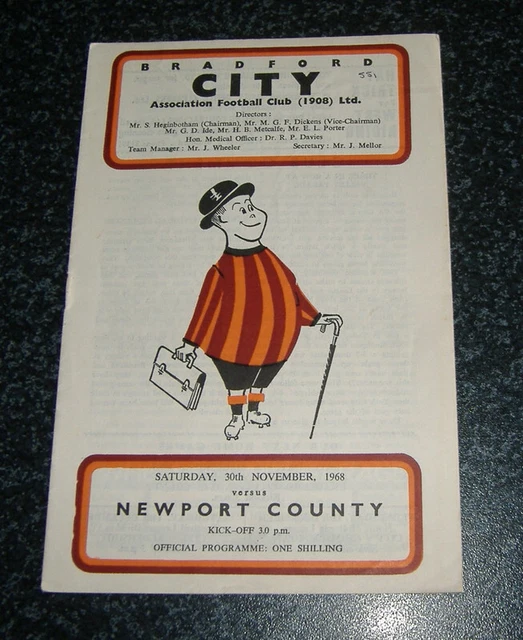 BRADFORD
CITY
551
Association Football Club (1908) Ltd.
Directors :
Mr. S. Heginbotham (Chairman), Mr. M. G. F. Dickens (Vice-Chairman)
Mr. G. D. Ide, Mr. H. B. Metcalfe, Mr. E. L. Porter
Hon. Medical Officer : Dr. R. P. Davies
Team Manager : Mr. J. Wheeler Secretary : Mr. J. Mellor
SATURDAY, 30th NOVEMBER, 1968
versus
NEWPORT COUNTY
KICK-OFF 3.0 p.m.
OFFICIAL PROGRAMME: ONE SHILLING